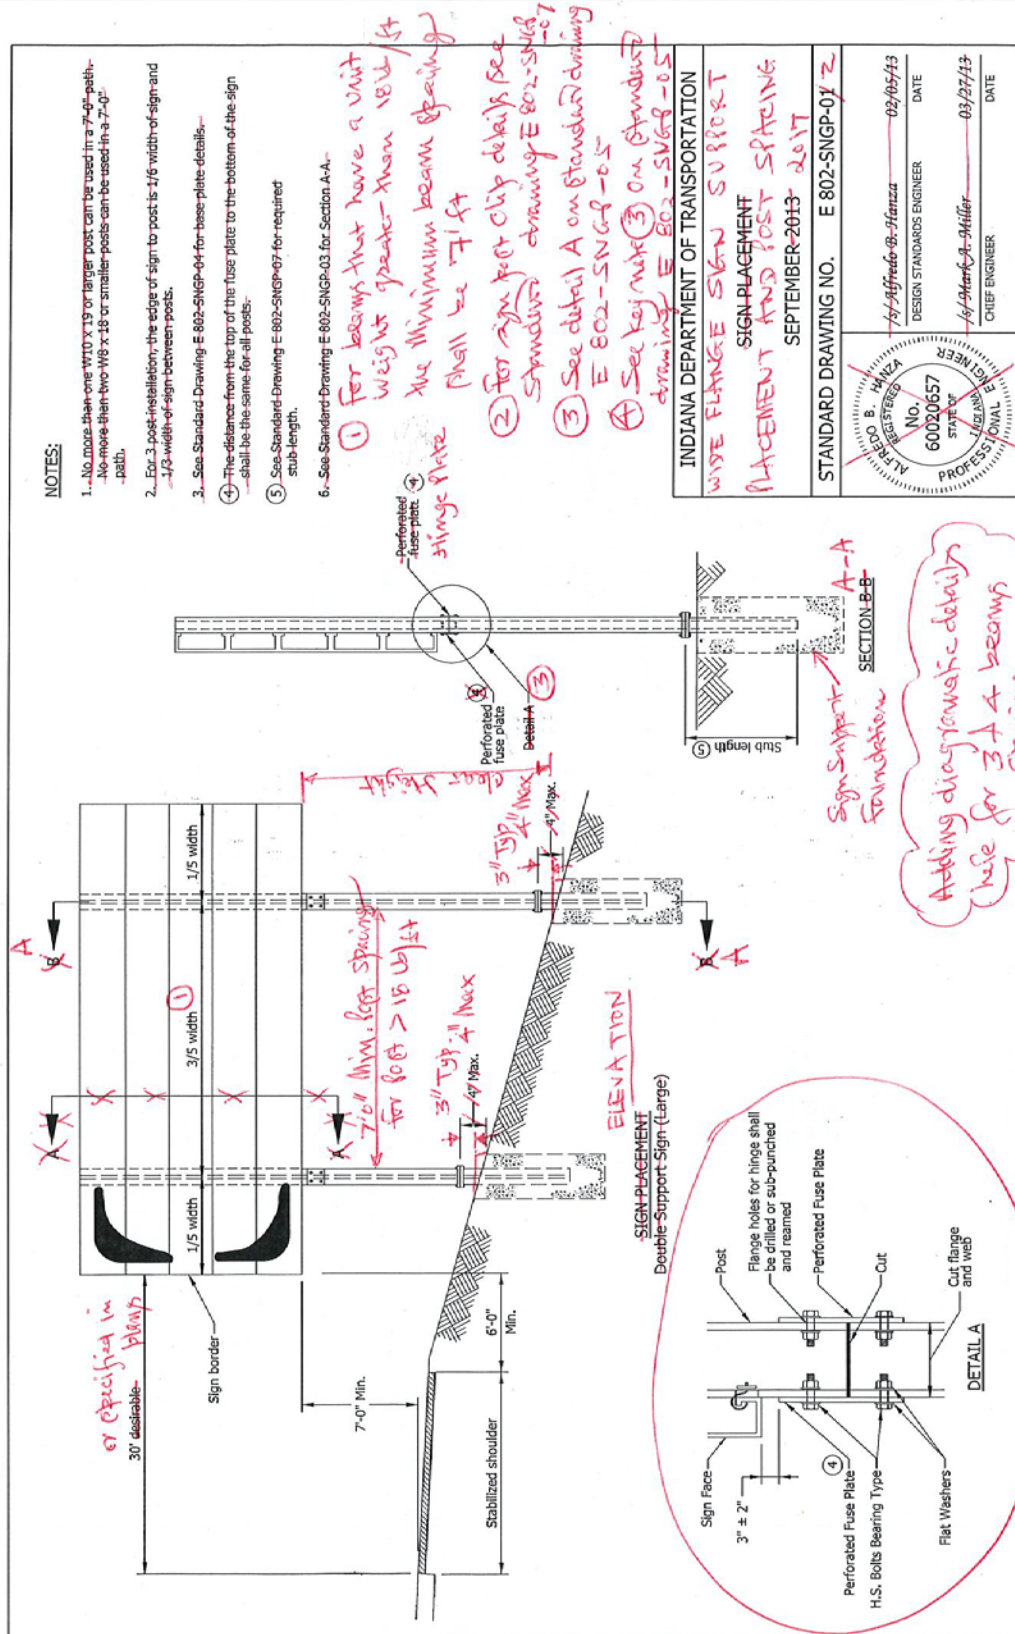 NOTES:
1. No more than one W10 x 19 or larger post can be used in a 7'-0" path.
No more than two W8 x 18 or smaller posts can be used in a 7'-0"
path.
2. For 3 post installation, the edge of sign to post is 1/6 width of sign and
1/3 width of sign between posts.
3. See Standard Drawing E 802-SNGP-04 for base plate details.
4 The distance from the top of the fuse plate to the bottom of the sign
shall be the same for all posts.
5 See Standard Drawing E 802-SNGP-07 for required
stub length.
6. See Standard Drawing E 802-SNGP-03 for Section A-A.
1 For beams that have a unit
weight greater than 18 lb/ft
the Minimum beam spacing
shall be 7 ft
2 For sign post clip details see
Standard drawing E 802-SNGP
-07
3 See detail A on standard drawing
E 802-SNGP-05
4 See key note 3 on standard
drawing E 802-SNGP-05
INDIANA DEPARTMENT OF TRANSPORTATION
WIDE FLANGE SIGN SUPPORT
SIGN PLACEMENT
PLACEMENT AND POST SPACING
SEPTEMBER 2013 2017
STANDARD DRAWING NO. E 802-SNGP-01 2
ALFREDO B. HANZA
REGISTERED
No.
60020657
STATE OF
INDIANA
PROFESSIONAL ENGINEER
/s/ Alfredo B. Hanza 02/05/13
DESIGN STANDARDS ENGINEER DATE
/s/ Mark A. Miller 03/27/13
CHIEF ENGINEER DATE
Perforated
fuse plate 4
Hinge Plate
4
Perforated
fuse plate
Detail A 3
Stub length 5
Sign Support
Foundation
SECTION B-B A-A
Adding diagramatic details
here for 3 & 4 beams
A
B
A
1/5 width
3/5 width
1
1/5 width
Clear Height
3" Typ
4" Max
4" Max.
7'0" Min. Post spacing
for Post > 18 Lb/ft
3" Typ.
4" Max
4" Max.
A
B
A
or specified in
plans
30' desirable
Sign border
7'-0" Min.
6'-0"
Min.
Stabilized shoulder
ELEVATION
SIGN PLACEMENT
Double Support Sign (Large)
Post
Flange holes for hinge shall
be drilled or sub-punched
and reamed
Perforated Fuse Plate
Cut
Cut flange
and web
Sign Face
3" ± 2"
4
Perforated Fuse Plate
H.S. Bolts Bearing Type
Flat Washers
DETAIL A